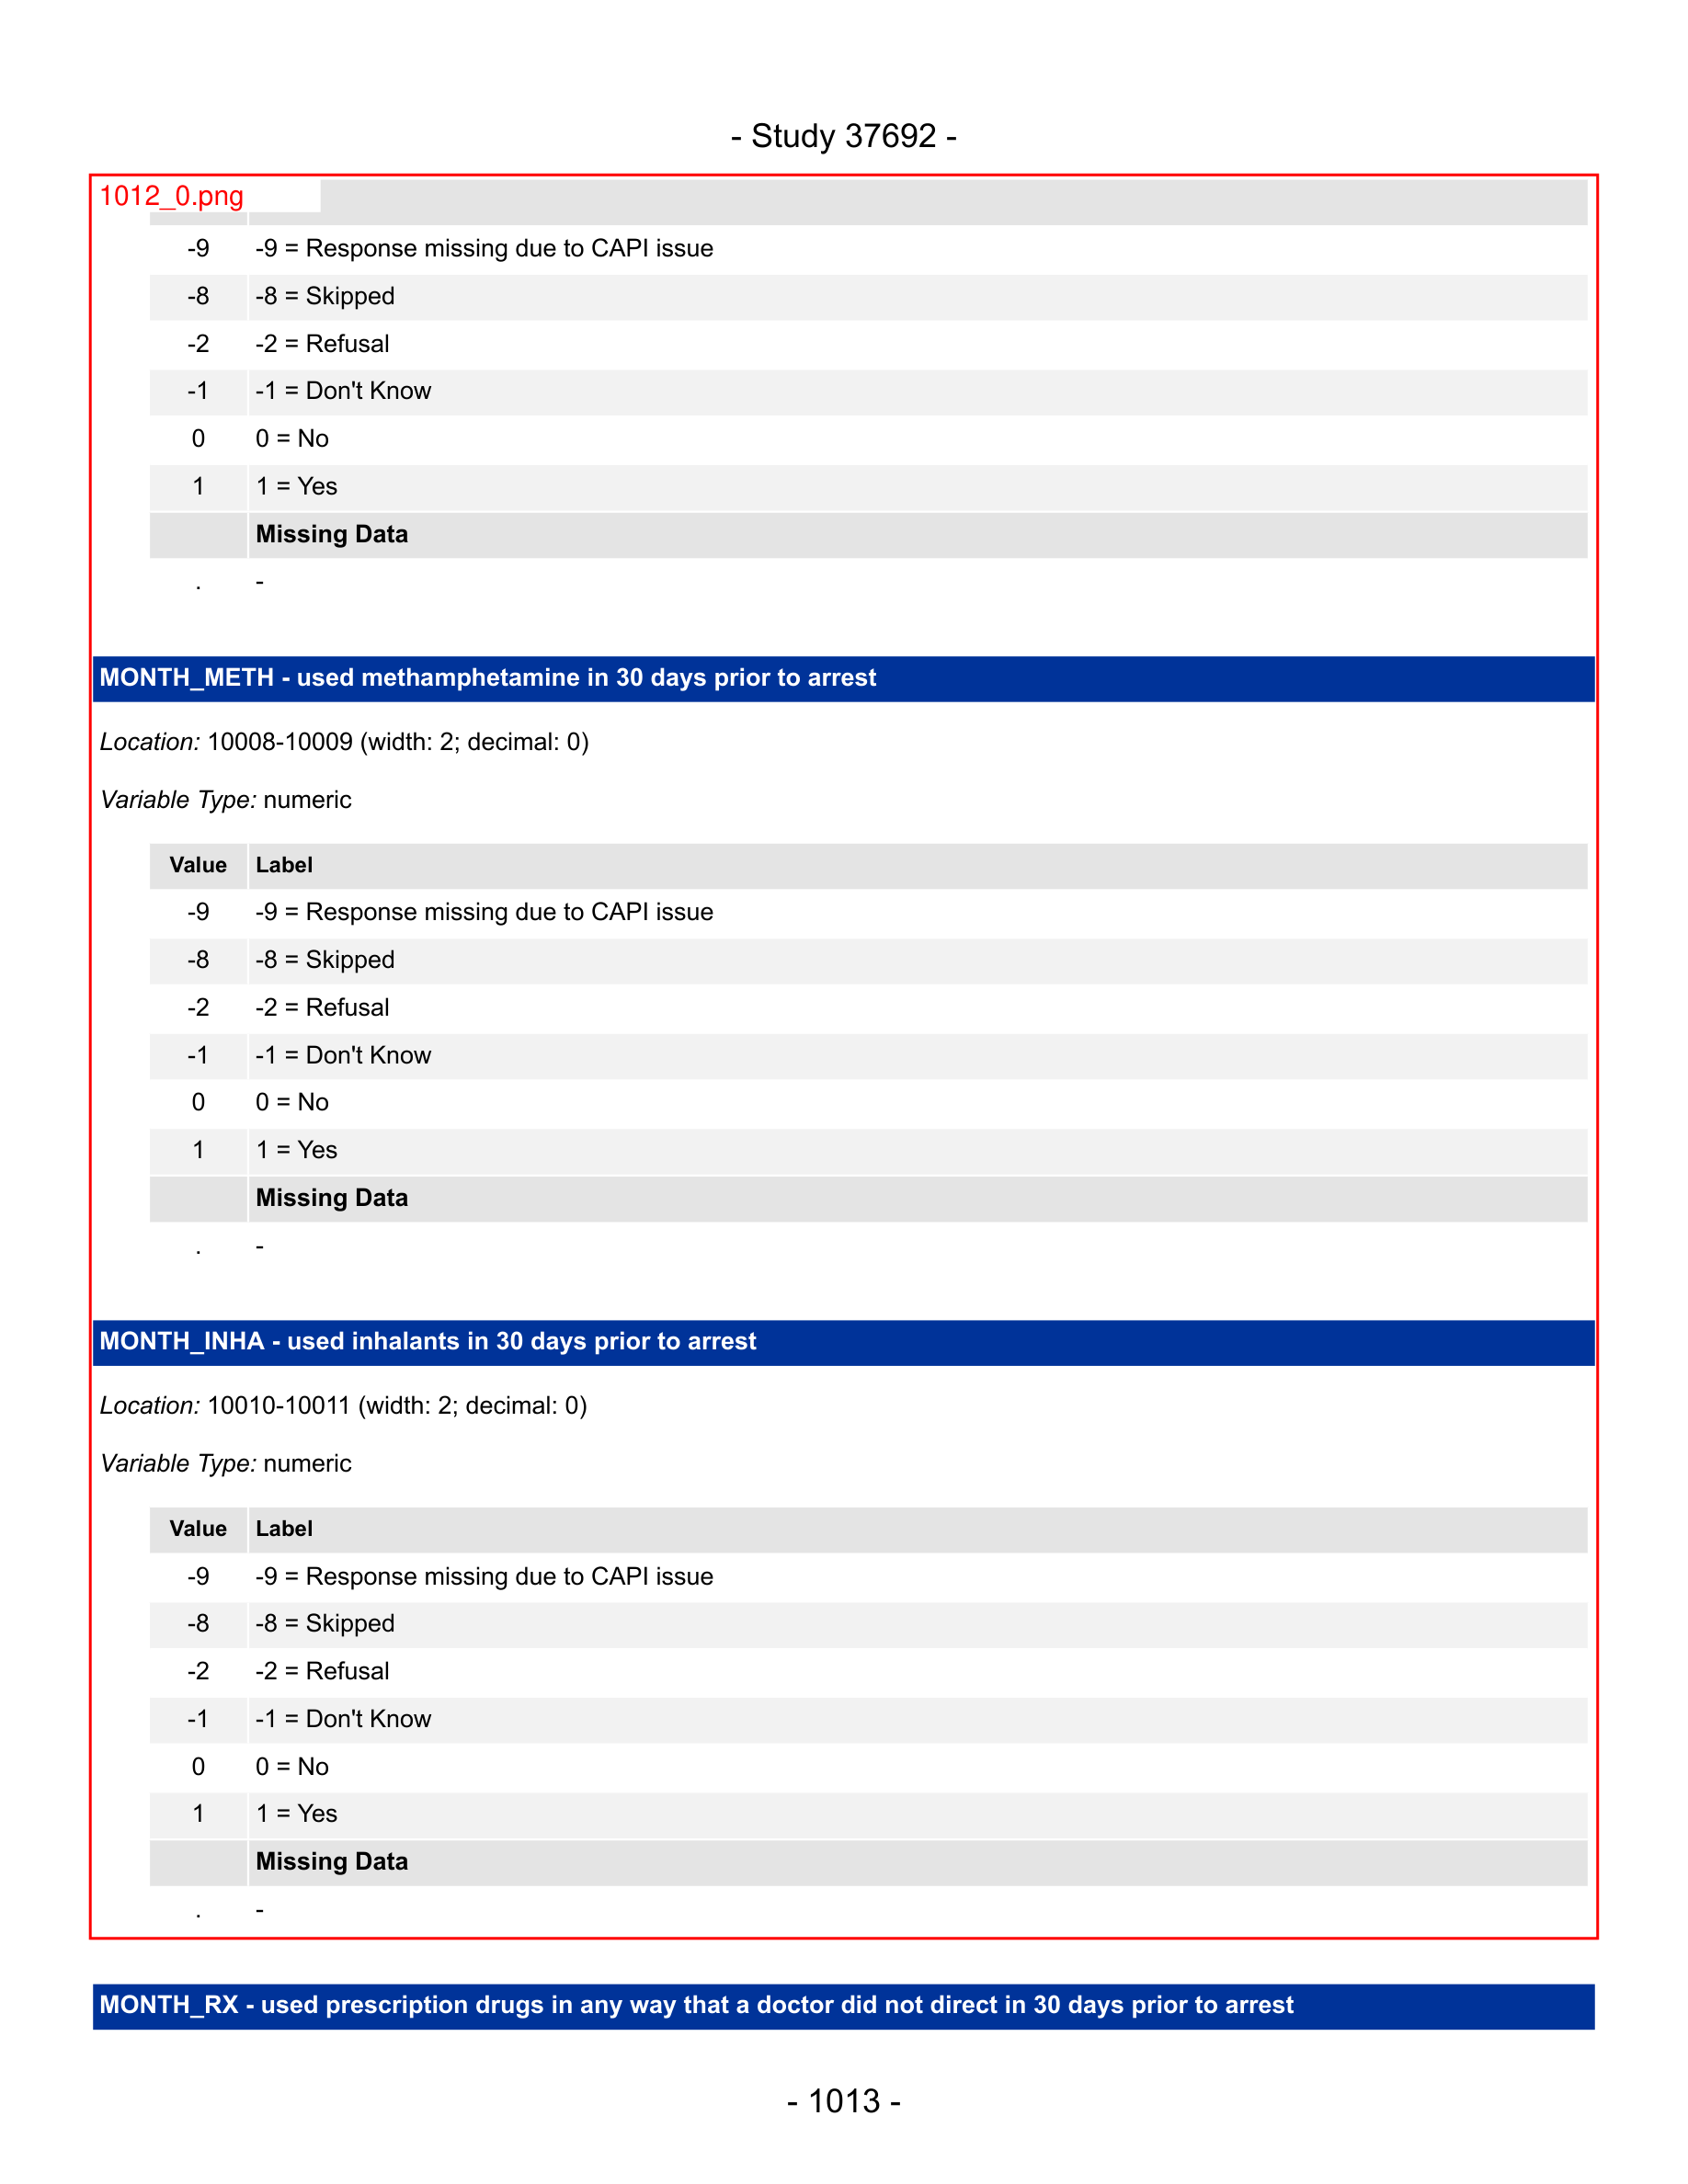 - Study 37692 -
1012_0.png
-9 -9 = Response missing due to CAPI issue
-8 -8 = Skipped
-2 -2 = Refusal
-1 -1 = Don't Know
0 0 = No
1 1 = Yes
Missing Data
. -
MONTH_METH - used methamphetamine in 30 days prior to arrest
Location: 10008-10009 (width: 2; decimal: 0)
Variable Type: numeric
Value Label
-9 -9 = Response missing due to CAPI issue
-8 -8 = Skipped
-2 -2 = Refusal
-1 -1 = Don't Know
0 0 = No
1 1 = Yes
Missing Data
. -
MONTH_INHA - used inhalants in 30 days prior to arrest
Location: 10010-10011 (width: 2; decimal: 0)
Variable Type: numeric
Value Label
-9 -9 = Response missing due to CAPI issue
-8 -8 = Skipped
-2 -2 = Refusal
-1 -1 = Don't Know
0 0 = No
1 1 = Yes
Missing Data
. -
MONTH_RX - used prescription drugs in any way that a doctor did not direct in 30 days prior to arrest
- 1013 -